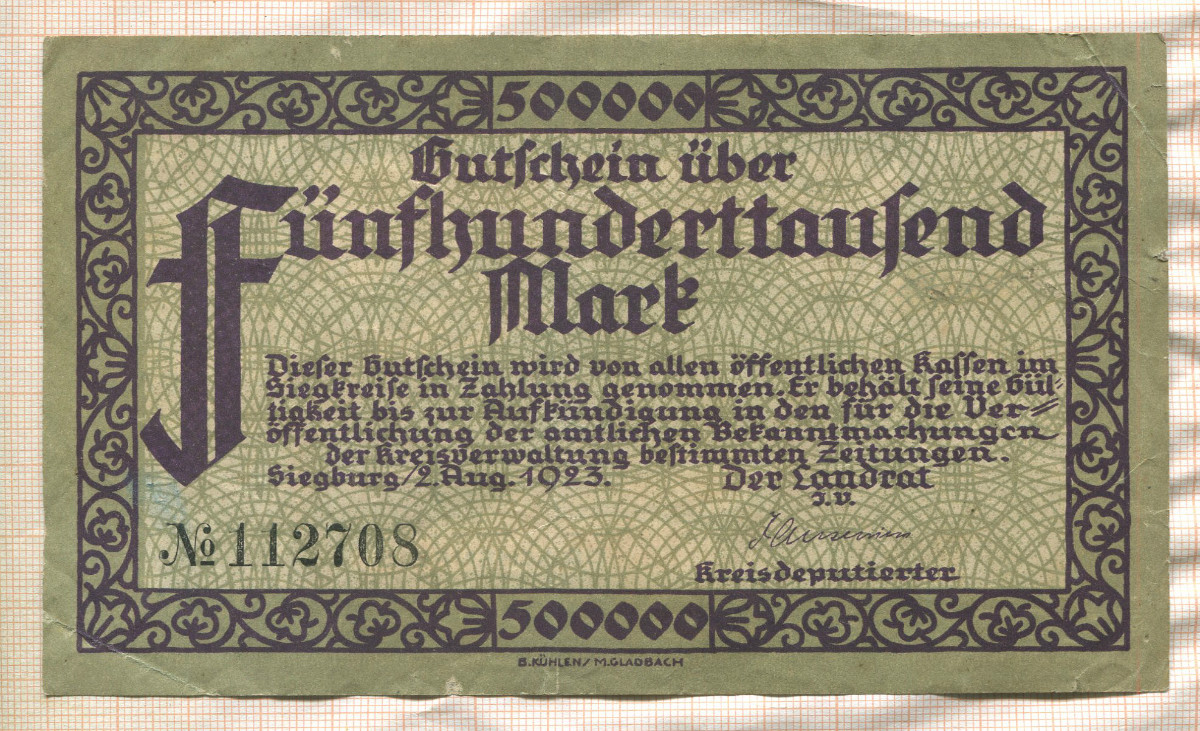 500000
Gutschein über
Fünfhunderttausend
Mark
Dieser Gutschein wird von allen öffentlichen Kassen im
Siegkreise in Zahlung genommen. Er behält seine Gül-
tigkeit bis zur Aufkündigung in den für die Ver-
öffentlichung der amtlichen Bekanntmachungen
der Kreisverwaltung bestimmten Zeitungen.
Siegburg/2. Aug. 1923. Der Landrat
J.V.
№ 112708
Kreisdeputierter
500000
B.KÜHLEN/M.GLADBACH